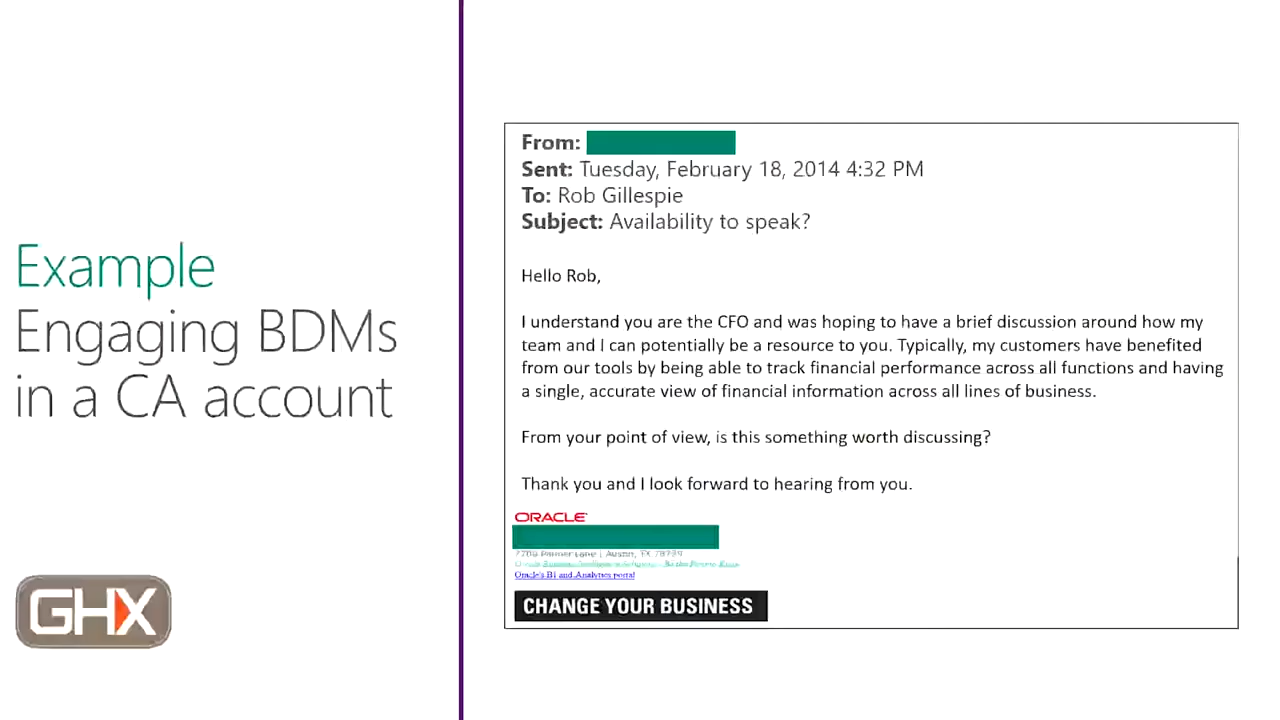 Example
Engaging BDMs
in a CA account
GHX
From:
Sent: Tuesday, February 18, 2014 4:32 PM
To: Rob Gillespie
Subject: Availability to speak?
Hello Rob,
I understand you are the CFO and was hoping to have a brief discussion around how my
team and I can potentially be a resource to you. Typically, my customers have benefited
from our tools by being able to track financial performance across all functions and having
a single, accurate view of financial information across all lines of business.
From your point of view, is this something worth discussing?
Thank you and I look forward to hearing from you.
ORACLE
Lane | Austin, TX
Oracle's BI and Analytics portal
CHANGE YOUR BUSINESS